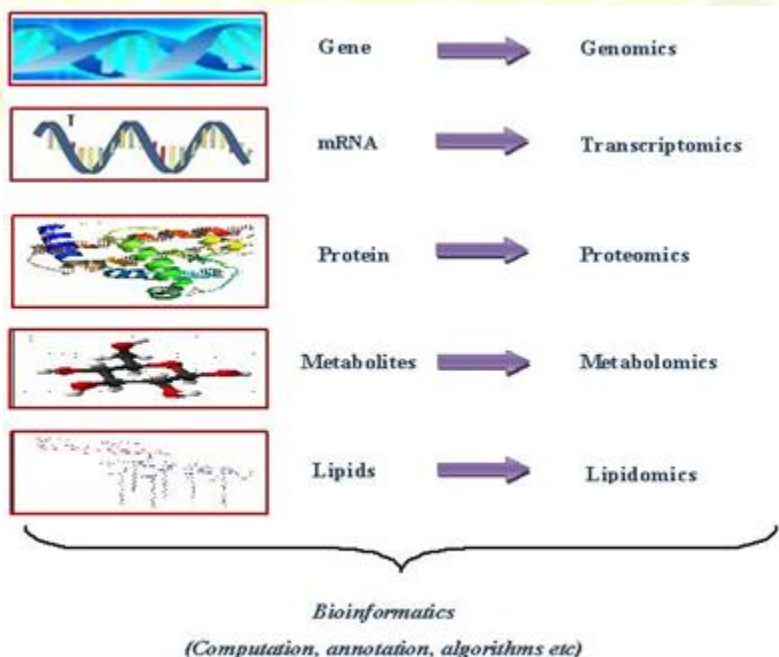 Gene Genomics
mRNA Transcriptomics
Protein Proteomics
Metabolites Metabolomics
Lipids Lipidomics
Bioinformatics
(Computation, annotation, algorithms etc)